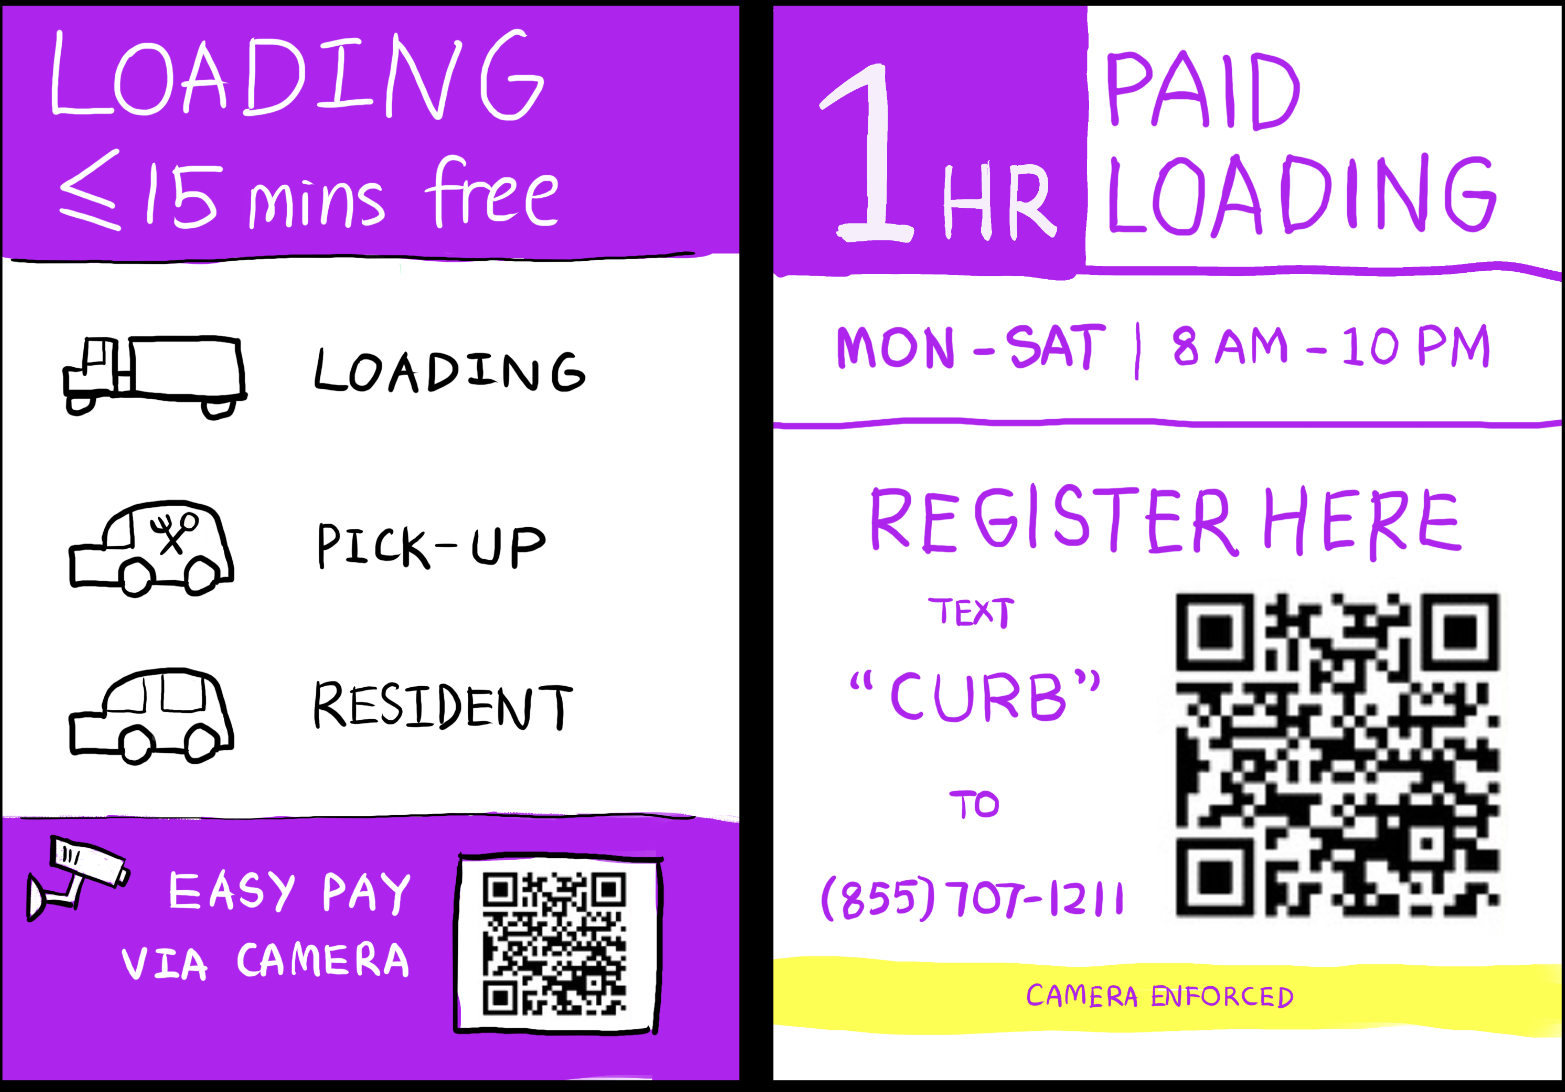 LOADING
≤15 mins free
LOADING
PICK-UP
RESIDENT
EASY PAY
VIA CAMERA
1 HR
PAID
LOADING
MON-SAT | 8 AM-10 PM
REGISTER HERE
TEXT
“CURB”
TO
(855) 707-1211
CAMERA ENFORCED